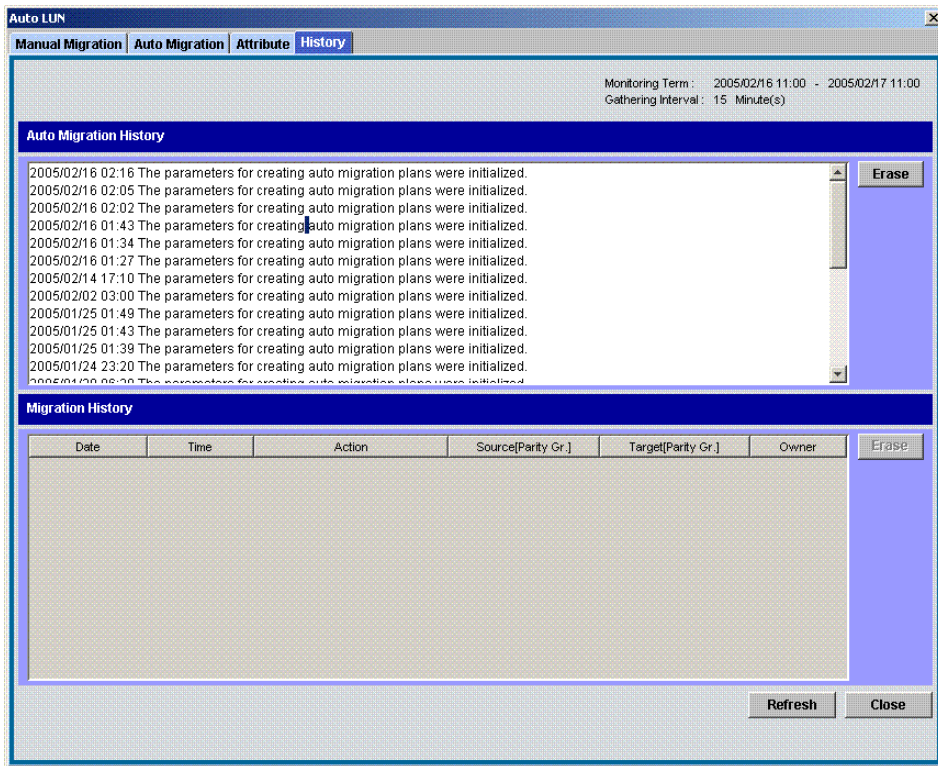 Auto LUN
Manual Migration Auto Migration Attribute History
Monitoring Term : 2005/02/16 11:00 - 2005/02/17 11:00
Gathering Interval : 15 Minute(s)
Auto Migration History
2005/02/16 02:16 The parameters for creating auto migration plans were initialized.
2005/02/16 02:05 The parameters for creating auto migration plans were initialized.
2005/02/16 02:02 The parameters for creating auto migration plans were initialized.
2005/02/16 01:43 The parameters for creating auto migration plans were initialized.
2005/02/16 01:34 The parameters for creating auto migration plans were initialized.
2005/02/16 01:27 The parameters for creating auto migration plans were initialized.
2005/02/14 17:10 The parameters for creating auto migration plans were initialized.
2005/02/02 03:00 The parameters for creating auto migration plans were initialized.
2005/01/25 01:49 The parameters for creating auto migration plans were initialized.
2005/01/25 01:43 The parameters for creating auto migration plans were initialized.
2005/01/25 01:39 The parameters for creating auto migration plans were initialized.
2005/01/24 23:20 The parameters for creating auto migration plans were initialized.
The parameters for creating auto migration plans were initialized.
Erase
Migration History
Date Time Action Source[Parity Gr.] Target[Parity Gr.] Owner
Erase
Refresh Close